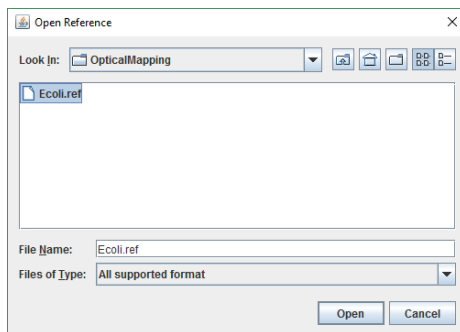 Open Reference
Look In: OpticalMapping
Ecoli.ref
File Name: Ecoli.ref
Files of Type: All supported format
Open Cancel